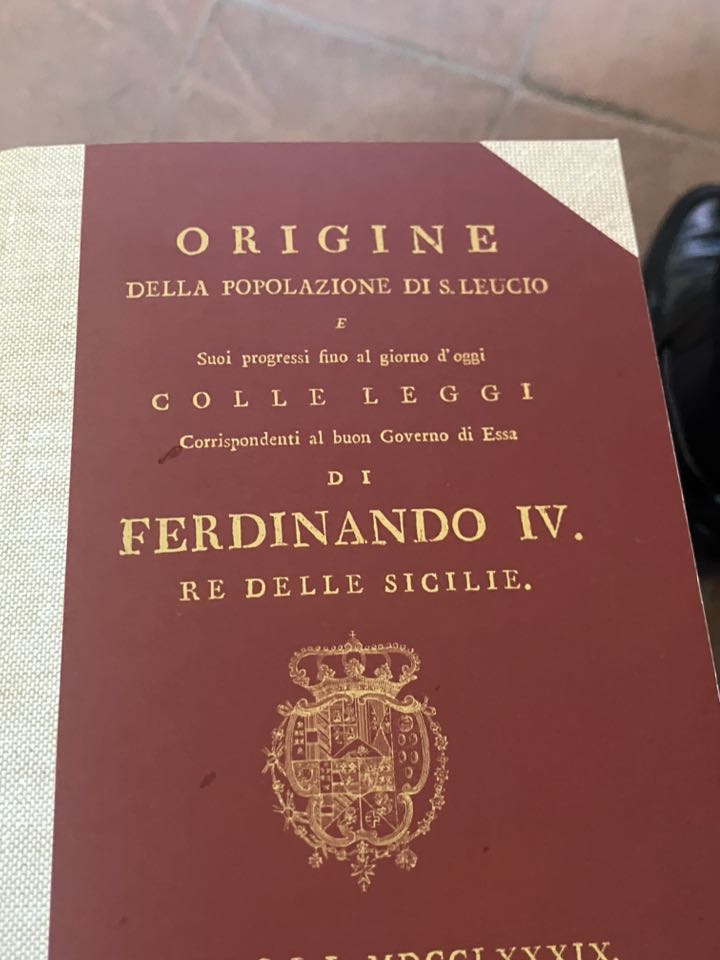 ORIGINE
DELLA POPOLAZIONE DI S. LEUCIO
E
Suoi progressi fino al giorno d'oggi
COLLE LEGGI
Corrispondenti al buon Governo di Essa
DI
FERDINANDO IV.
RE DELLE SICILIE.
MDCCLXXXIX.